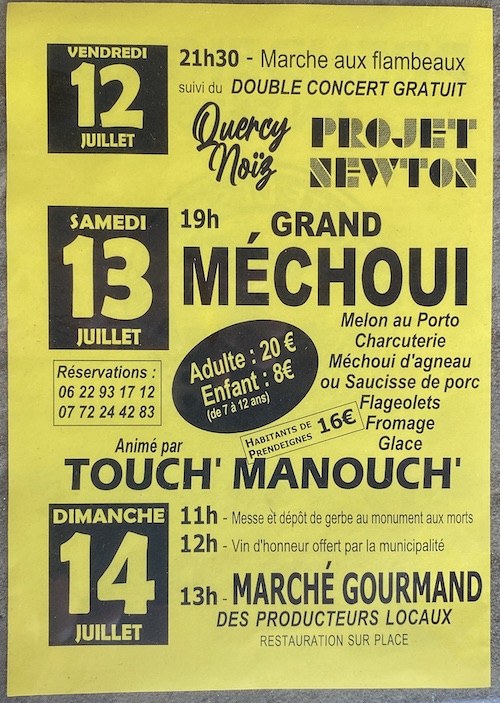 VENDREDI
12
JUILLET
21h30 - Marche aux flambeaux
suivi du DOUBLE CONCERT GRATUIT
Quercy
Noïz
PROJET
NEWTON
SAMEDI
13
JUILLET
19h GRAND
MÉCHOUI
Melon au Porto
Charcuterie
Méchoui d'agneau
ou Saucisse de porc
Flageolets
Fromage
Glace
Adulte : 20 €
Enfant : 8€
(de 7 à 12 ans)
HABITANTS DE
PRENDEIGNES 16€
Réservations :
06 22 93 17 12
07 72 24 42 83
Animé par
TOUCH' MANOUCH'
DIMANCHE
14
JUILLET
11h - Messe et dépôt de gerbe au monument aux morts
12h - Vin d'honneur offert par la municipalité
13h - MARCHÉ GOURMAND
DES PRODUCTEURS LOCAUX
RESTAURATION SUR PLACE